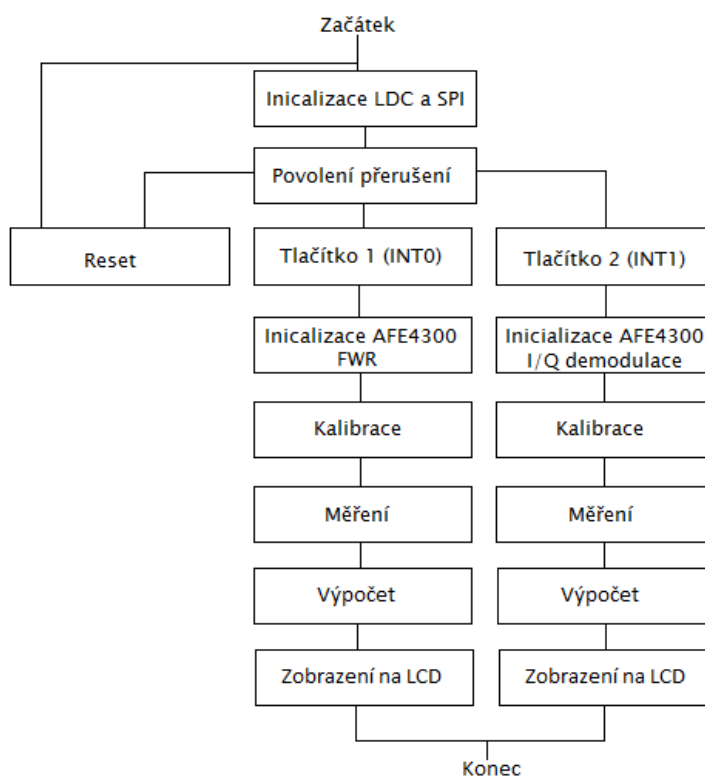 Začátek
Inicalizace LDC a SPI
Povolení přerušení
Reset
Tlačítko 1 (INT0)
Tlačítko 2 (INT1)
Inicalizace AFE4300
FWR
Inicializace AFE4300
I/Q demodulace
Kalibrace
Kalibrace
Měření
Měření
Výpočet
Výpočet
Zobrazení na LCD
Zobrazení na LCD
Konec